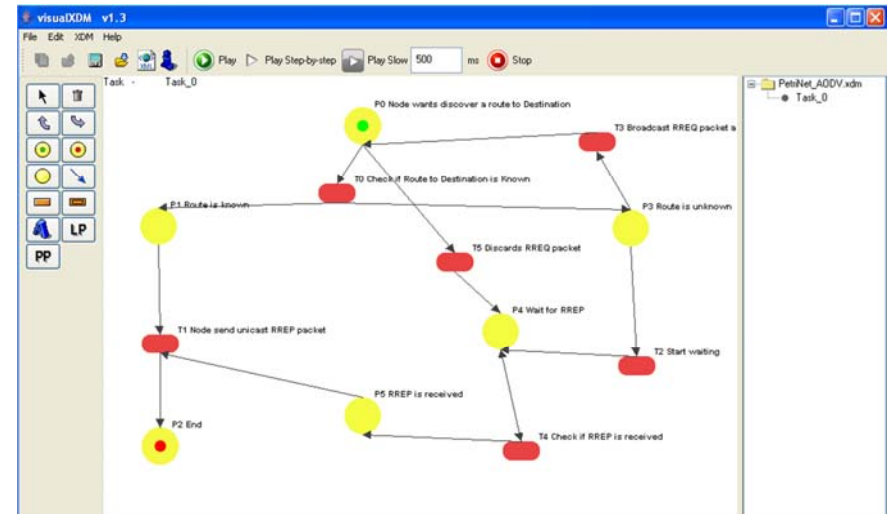 visualXDM v1.3
File Edit XDM Help
Play Play Step-by-step Play Slow 500 ms Stop
Task - Task_0
PetriNet_AODV.xdm
Task_0
P0 Node wants discover a route to Destination
T3 Broadcast RREQ packet a
T0 Check if Route to Destination is Known
P1 Route is known
P3 Route is unknown
T5 Discards RREQ packet
P4 Wait for RREP
T1 Node send unicast RREP packet
T2 Start waiting
P5 RREP is received
P2 End
T4 Check if RREP is received
LP
PP
XML